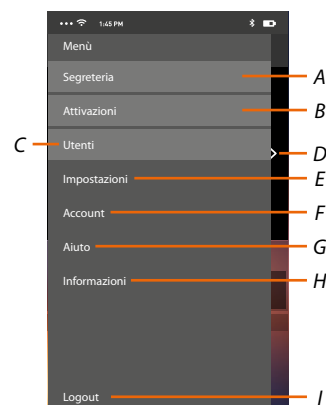 1:45 PM
Menù
Segreteria A
Attivazioni B
C Utenti
D
Impostazioni E
Account F
Aiuto G
Informazioni H
Logout I